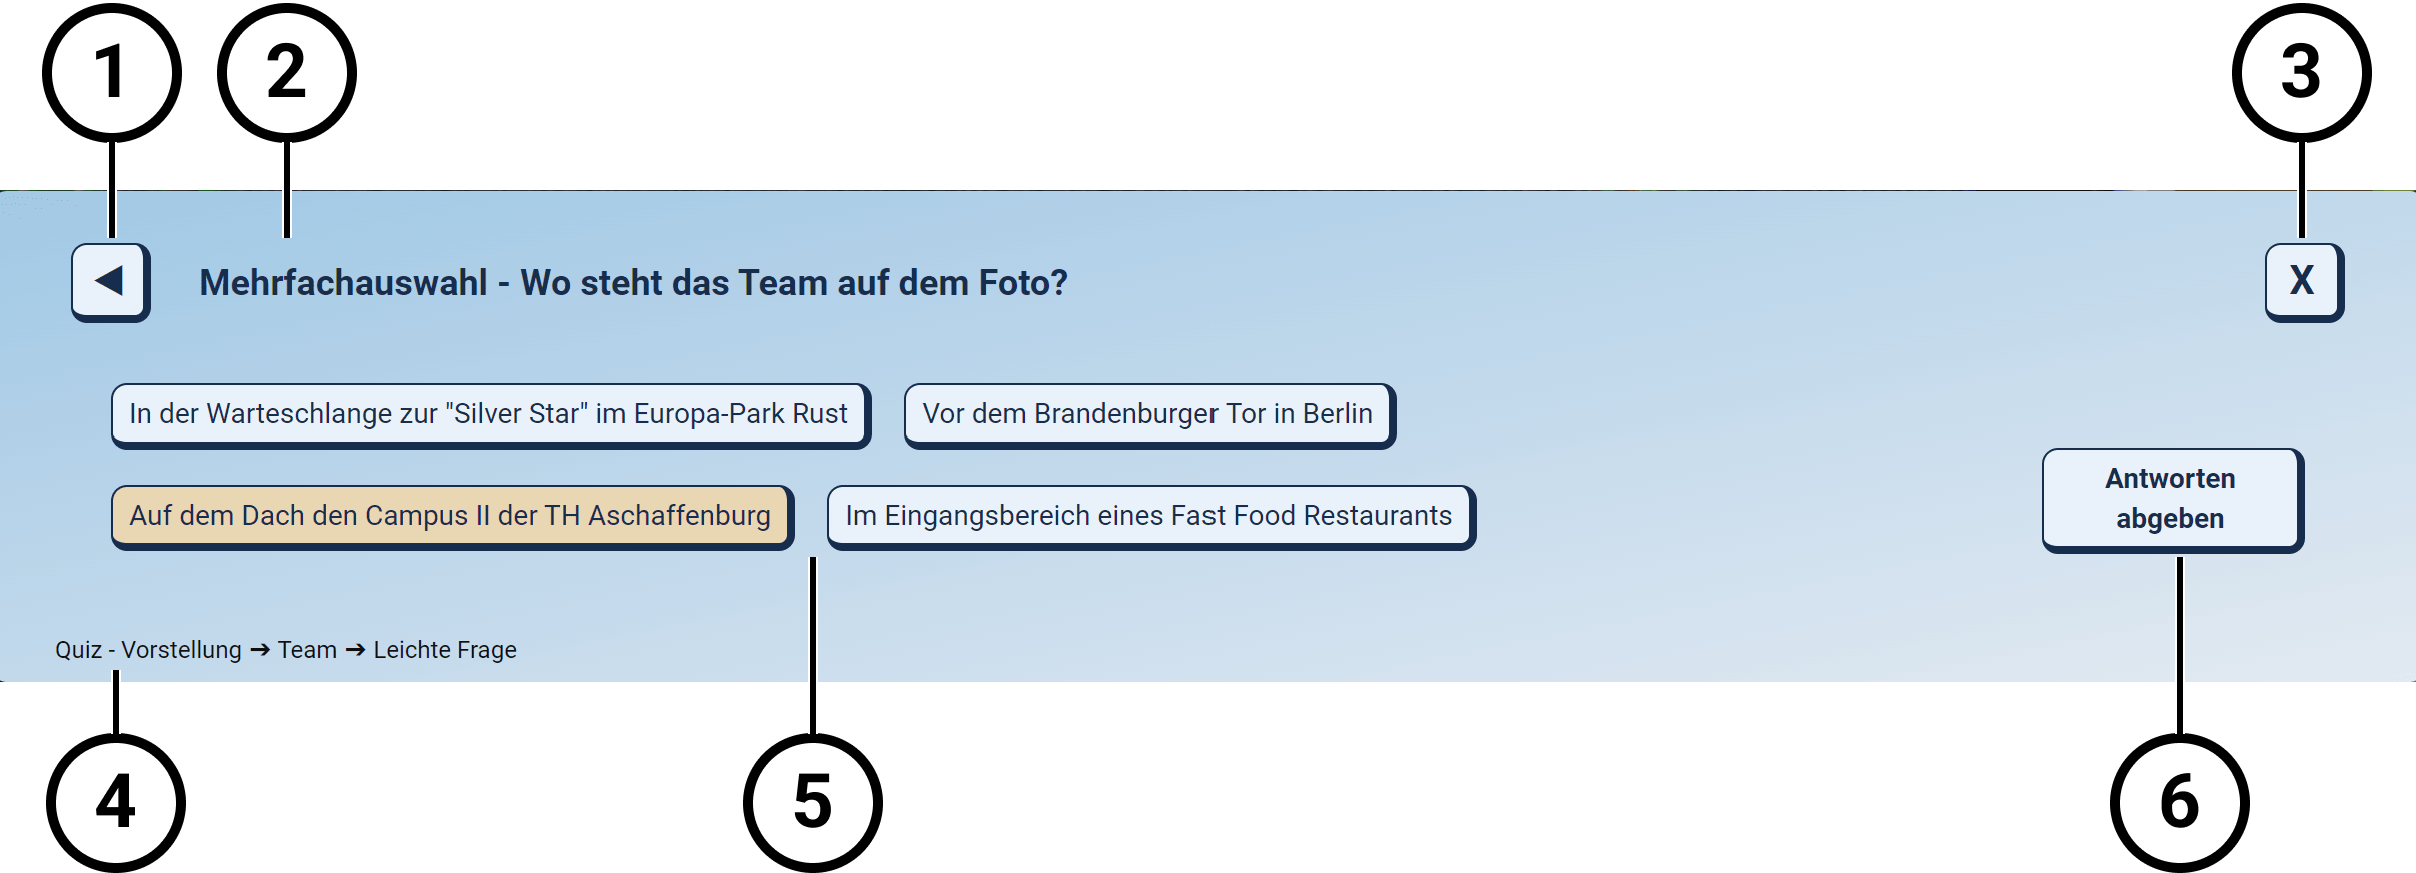 1 2 3
◀ Mehrfachauswahl - Wo steht das Team auf dem Foto? X
In der Warteschlange zur "Silver Star" im Europa-Park Rust Vor dem Brandenburger Tor in Berlin
Auf dem Dach den Campus II der TH Aschaffenburg Im Eingangsbereich eines Fast Food Restaurants
Antworten
abgeben
Quiz - Vorstellung ➔ Team ➔ Leichte Frage
4 5 6